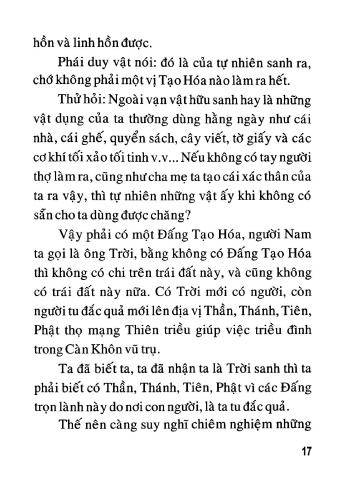 hồn và linh hồn được.
Phái duy vật nói: đó là của tự nhiên sanh ra,
chớ không phải một vị Tạo Hóa nào làm ra hết.
Thử hỏi: Ngoài vạn vật hữu sanh hay là những
vật dụng của ta thường dùng hằng ngày như cái
nhà, cái ghế, quyển sách, cây viết, tờ giấy và các
cơ khí tối xảo tối tinh v.v... Nếu không có tay người
thợ làm ra, cũng như cha mẹ ta tạo cái xác thân của
ta ra vậy, thì tự nhiên những vật ấy khi không có
sẵn cho ta dùng được chăng?
Vậy phải có một Đấng Tạo Hóa, người Nam
ta gọi là ông Trời, bằng không có Đấng Tạo Hóa
thì không có chi trên trái đất này, và cũng không
có trái đất này nữa. Có Trời mới có người, còn
người tu đắc quả mới lên địa vị Thần, Thánh, Tiên,
Phật thọ mạng Thiên triều giúp việc triều đình
trong Càn Khôn vũ trụ.
Ta đã biết ta, ta đã nhận ta là Trời sanh thì ta
phải biết có Thần, Thánh, Tiên, Phật vì các Đấng
trọn lành này do nơi con người, là ta tu đắc quả.
Thế nên càng suy nghĩ chiêm nghiệm những
17